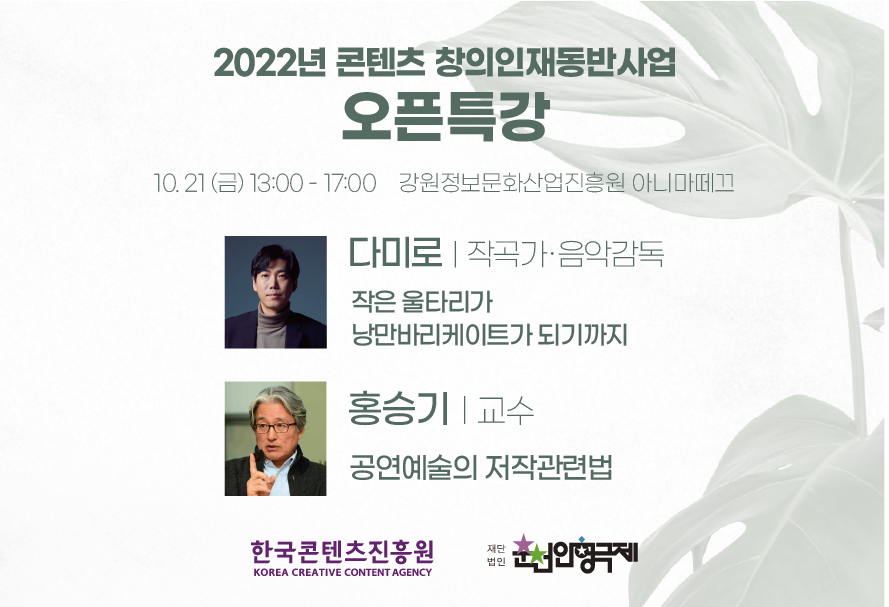 2022년 콘텐츠 창의인재동반사업
오픈특강
10. 21 (금) 13:00 - 17:00 강원정보문화산업진흥원 아니마떼끄
다미로 | 작곡가·음악감독
작은 울타리가
낭만바리케이트가 되기까지
홍승기 | 교수
공연예술의 저작관련법
한국콘텐츠진흥원
KOREA CREATIVE CONTENT AGENCY
재단
법인
춘천인형극제